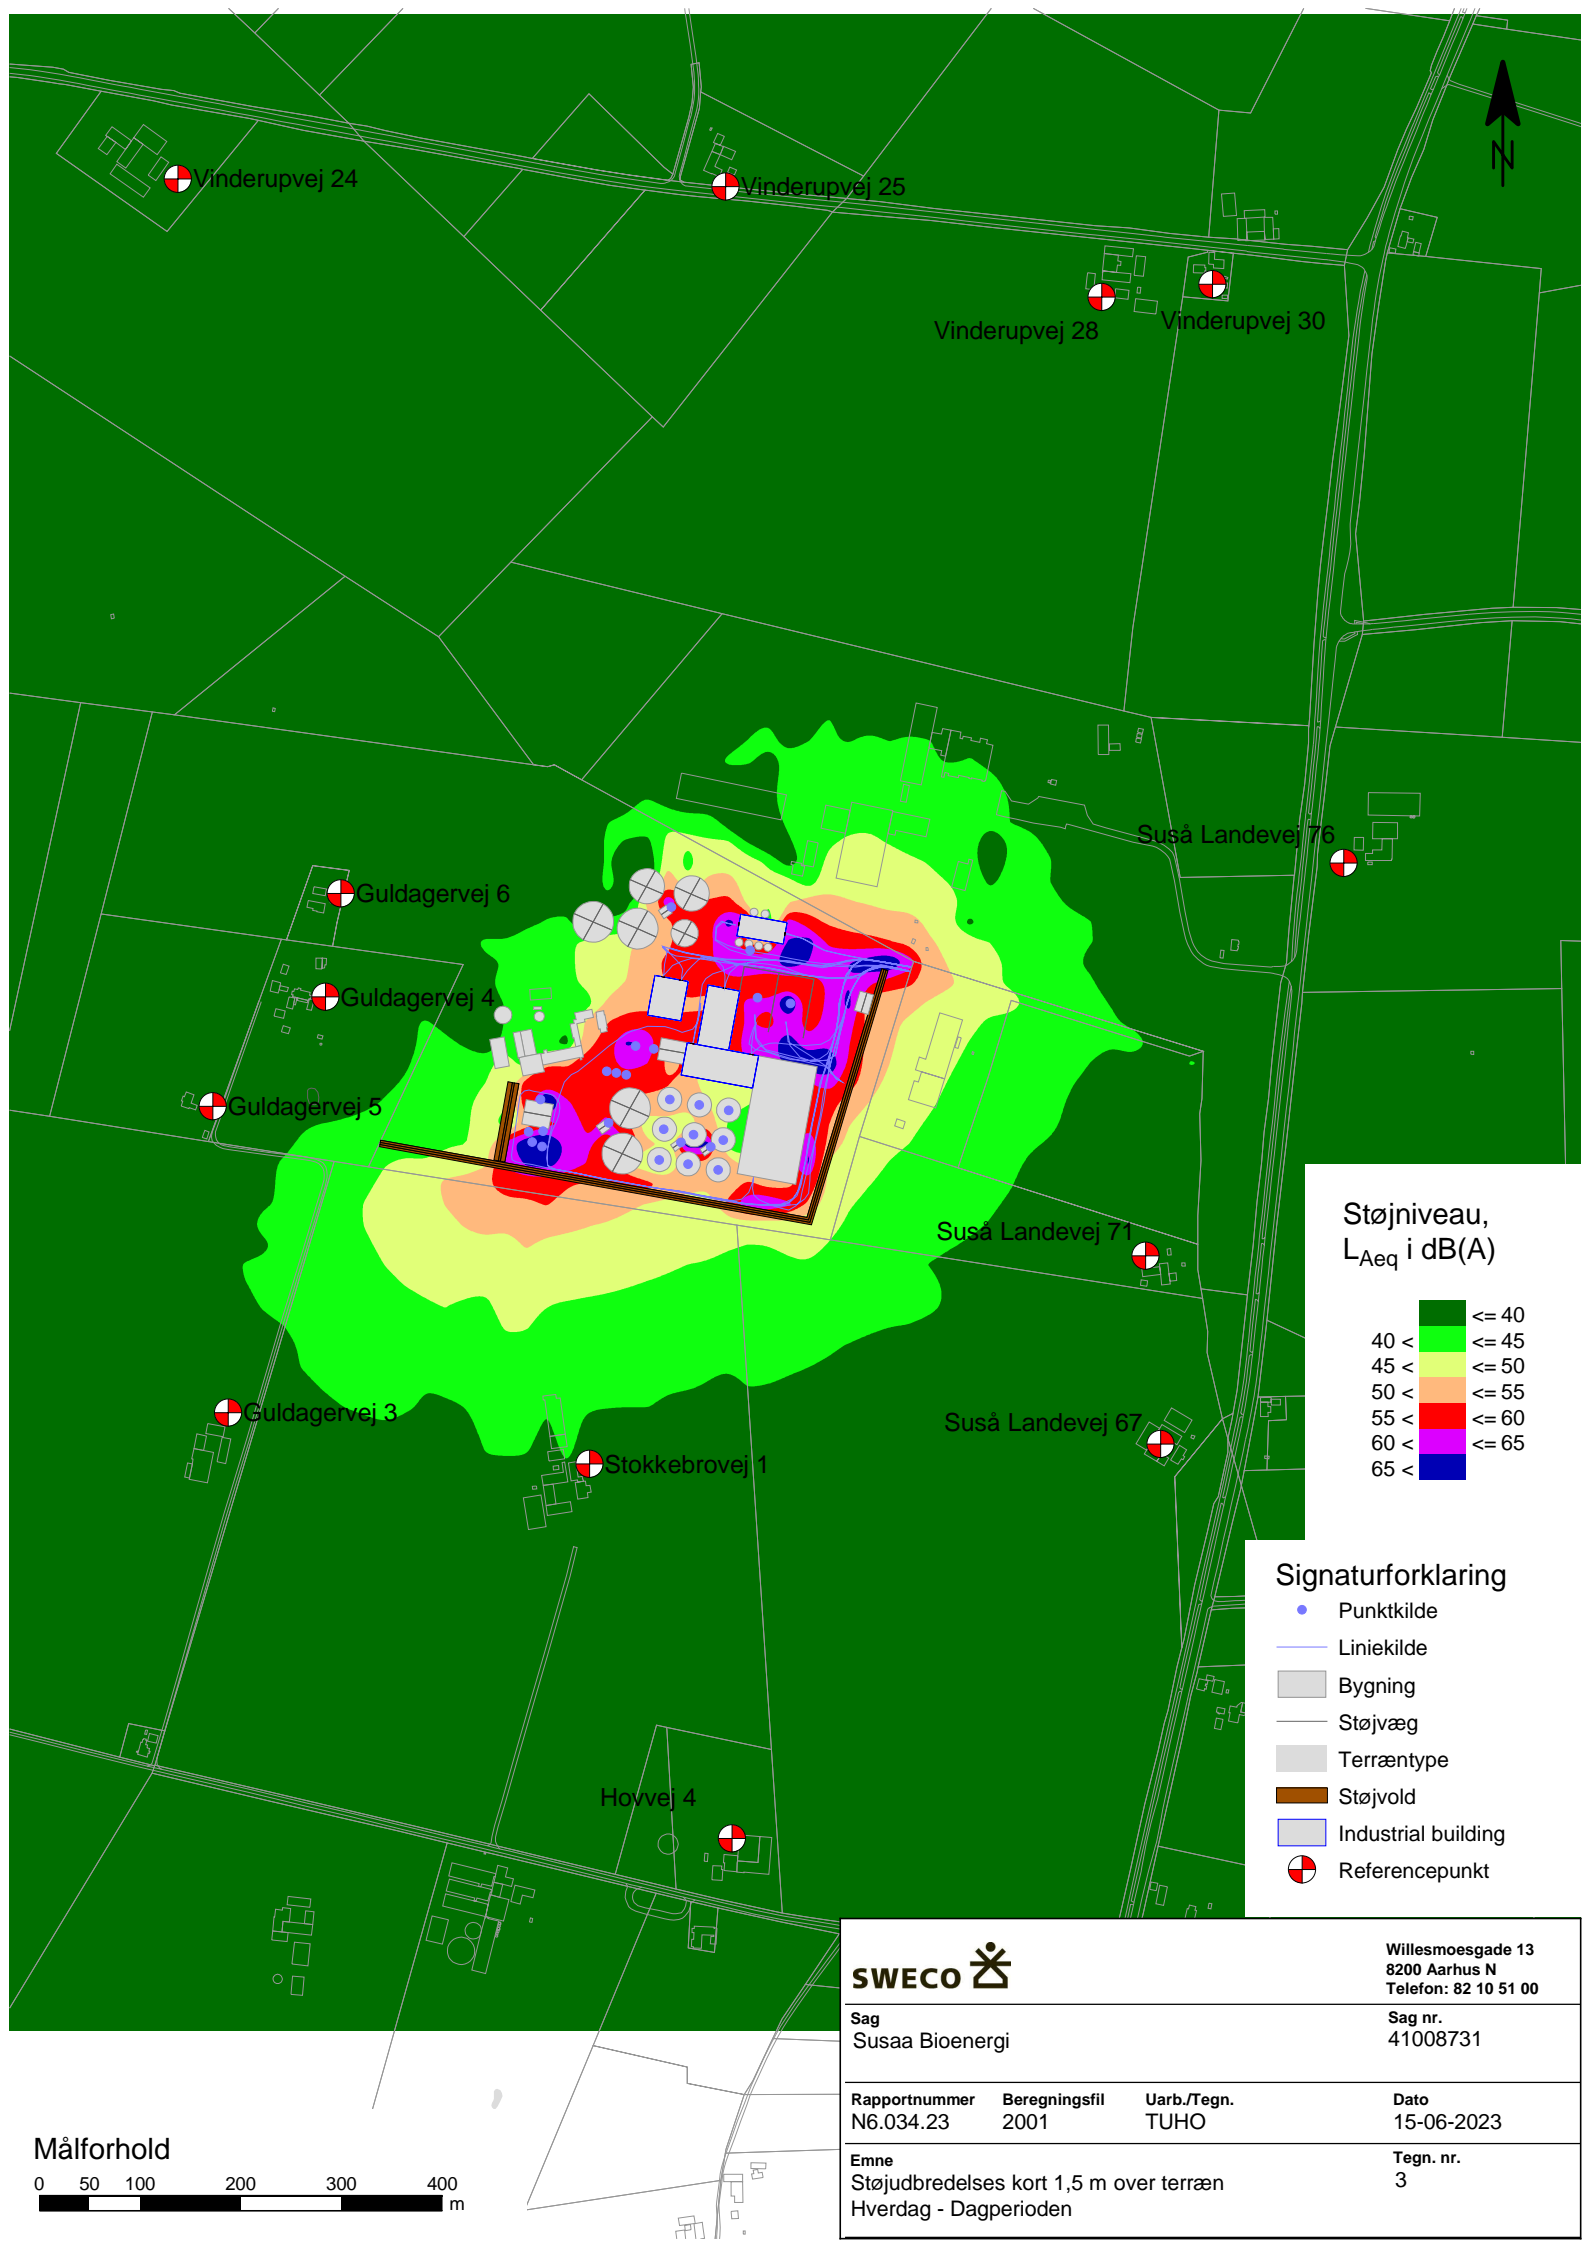 N
Vinderupvej 24
Vinderupvej 25
Vinderupvej 28
Vinderupvej 30
Suså Landevej 76
Guldagervej 6
Guldagervej 4
Guldagervej 5
Suså Landevej 71
Guldagervej 3
Suså Landevej 67
Stokkebrovej 1
Hovvej 4
Støjniveau,
LAeq i dB(A)
<= 40
40 < <= 45
45 < <= 50
50 < <= 55
55 < <= 60
60 < <= 65
65 <
Signaturforklaring
Punktkilde
Liniekilde
Bygning
Støjvæg
Terræntype
Støjvold
Industrial building
Referencepunkt
Målforhold
0 50 100 200 300 400
m
SWECO
Willesmoesgade 13
8200 Aarhus N
Telefon: 82 10 51 00
Sag
Susaa Bioenergi
Sag nr.
41008731
Rapportnummer Beregningsfil Uarb./Tegn. Dato
N6.034.23 2001 TUHO 15-06-2023
Emne
Støjudbredelses kort 1,5 m over terræn
Hverdag - Dagperioden
Tegn. nr.
3